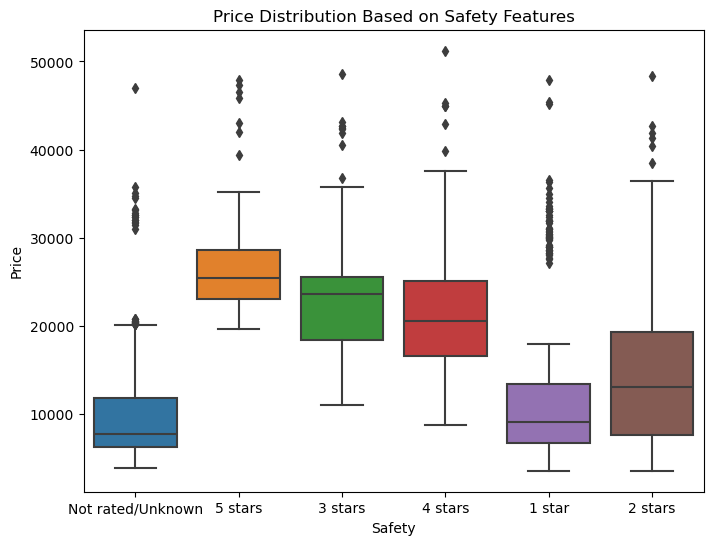 Price Distribution Based on Safety Features
Price
50000
40000
30000
20000
10000
Not rated/Unknown 5 stars 3 stars 4 stars 1 star 2 stars
Safety